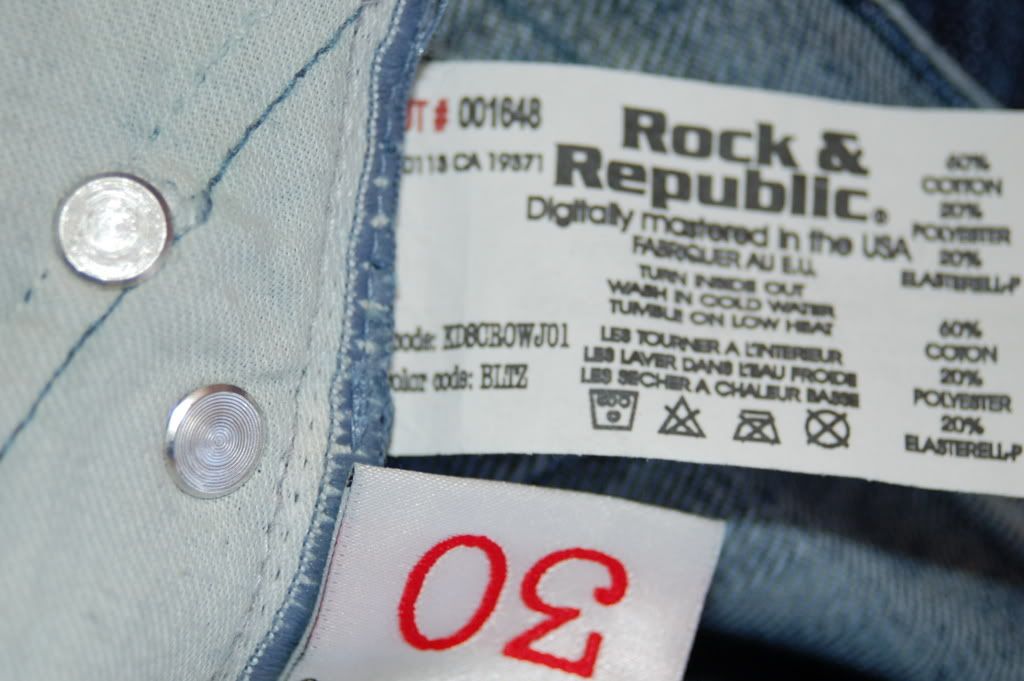 UT # 001648
0113 CA 19371
code: KD8CBOWJ01
color code: BLTZ
Rock &
Republic®
Digitally mastered in the USA
FABRIQUER AU E.U.
TURN INSIDE OUT
WASH IN COLD WATER
TUMBLE ON LOW HEAT
LES TOURNER A L'INTERIEUR
LES LAVER DANS L'EAU FROIDE
LES SECHER A CHALEUR BASSE
60%
COTTON
20%
POLYESTER
20%
ELASTERELL-P
60%
COTON
20%
POLYESTER
20%
ELASTERELL-P
30